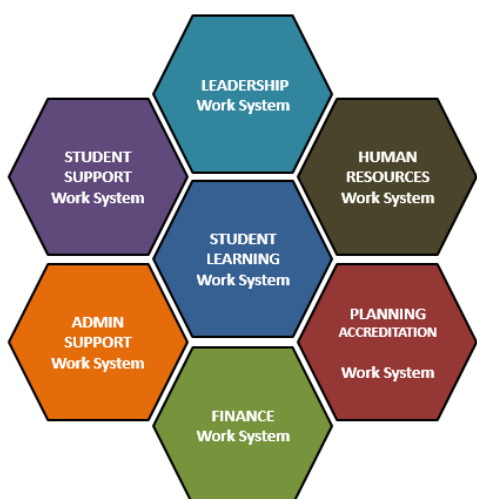 LEADERSHIP
Work System
STUDENT
SUPPORT
Work System
HUMAN
RESOURCES
Work System
STUDENT
LEARNING
Work System
ADMIN
SUPPORT
Work System
PLANNING
ACCREDITATION
Work System
FINANCE
Work System